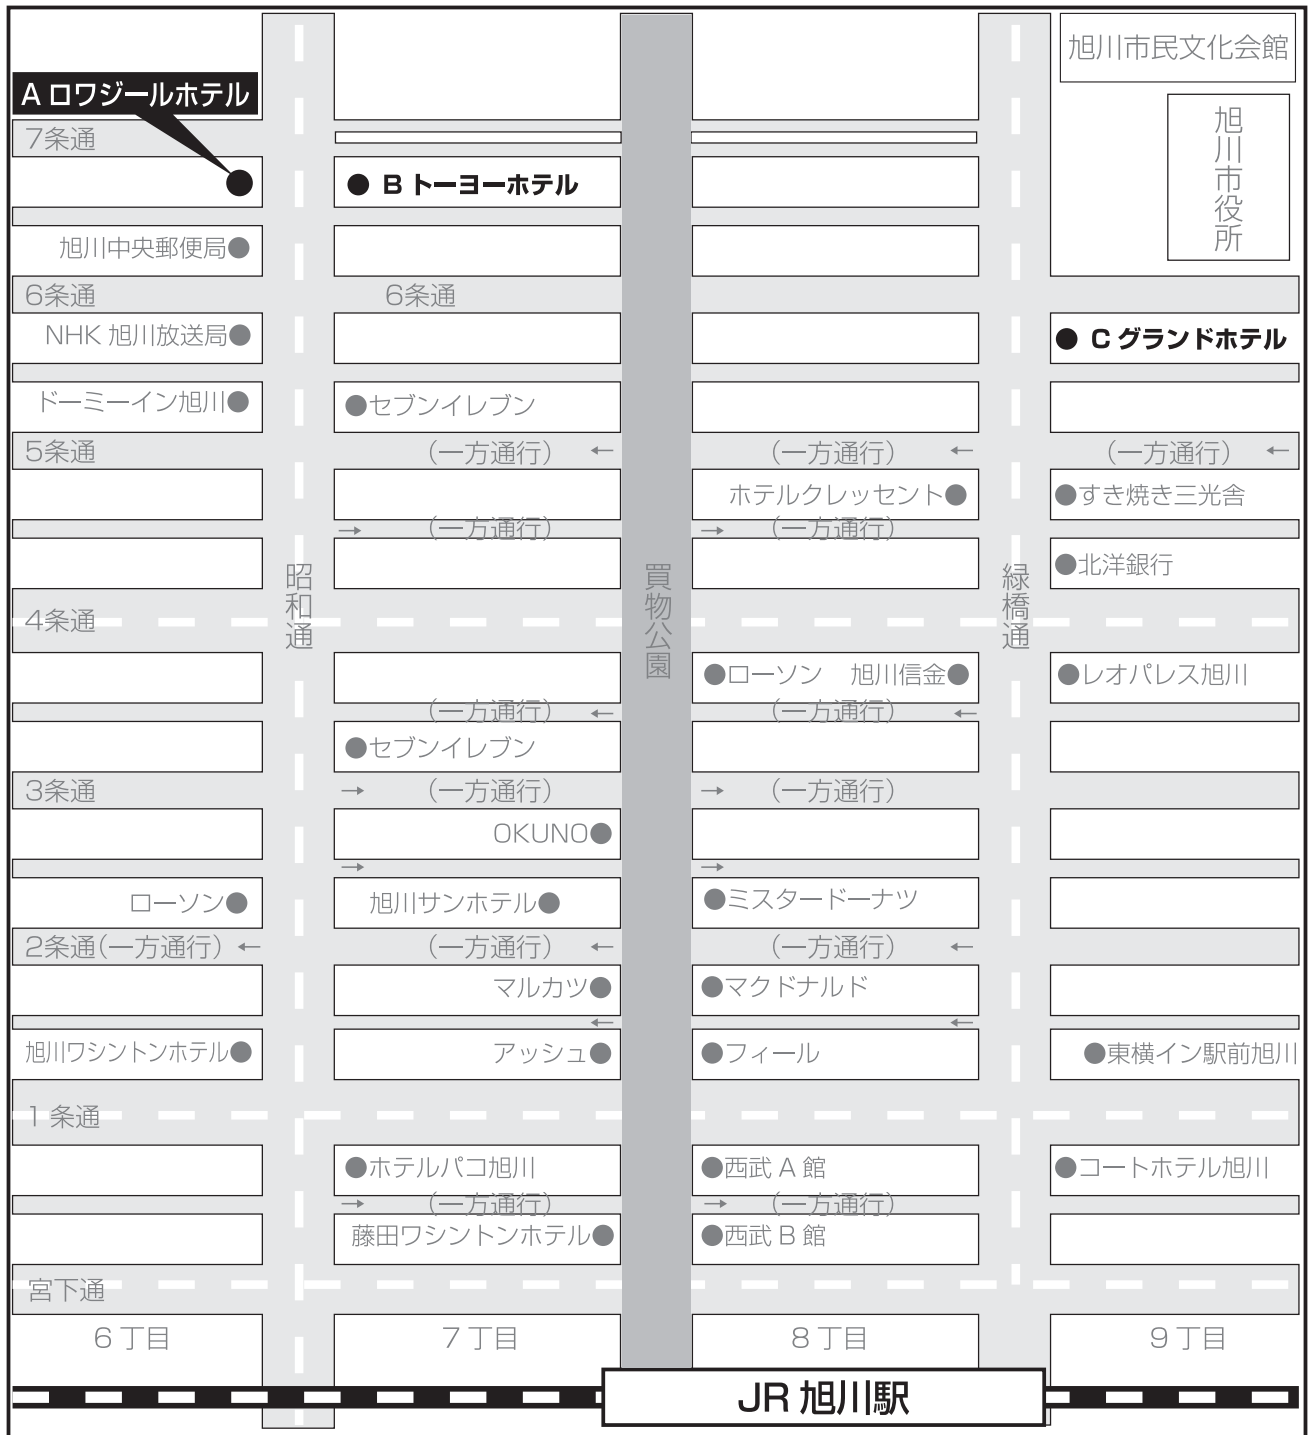 旭川市民文化会館
A ロワジールホテル
旭川市役所
7条通
B トーヨーホテル
旭川中央郵便局
6条通
6条通
NHK 旭川放送局
C グランドホテル
ドーミーイン旭川
セブンイレブン
5条通
(一方通行) ←
(一方通行) ←
(一方通行) ←
ホテルクレッセント
すき焼き三光舎
→ (一方通行)
→ (一方通行)
北洋銀行
昭和通
買物公園
緑橋通
4条通
ローソン
旭川信金
レオパレス旭川
(一方通行) ←
(一方通行) ←
セブンイレブン
3条通
→ (一方通行)
→ (一方通行)
OKUNO
→
→
ローソン
旭川サンホテル
ミスタードーナツ
2条通(一方通行) ←
(一方通行) ←
(一方通行) ←
マルカツ
マクドナルド
←
←
旭川ワシントンホテル
アッシュ
フィール
東横イン駅前旭川
1条通
ホテルパコ旭川
西武 A 館
コートホテル旭川
→ (一方通行)
→ (一方通行)
藤田ワシントンホテル
西武 B 館
宮下通
6 丁目
7 丁目
8 丁目
9 丁目
JR 旭川駅